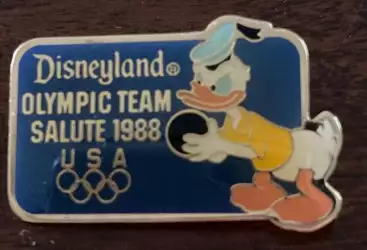 Disneyland®
OLYMPIC TEAM
SALUTE 1988
USA